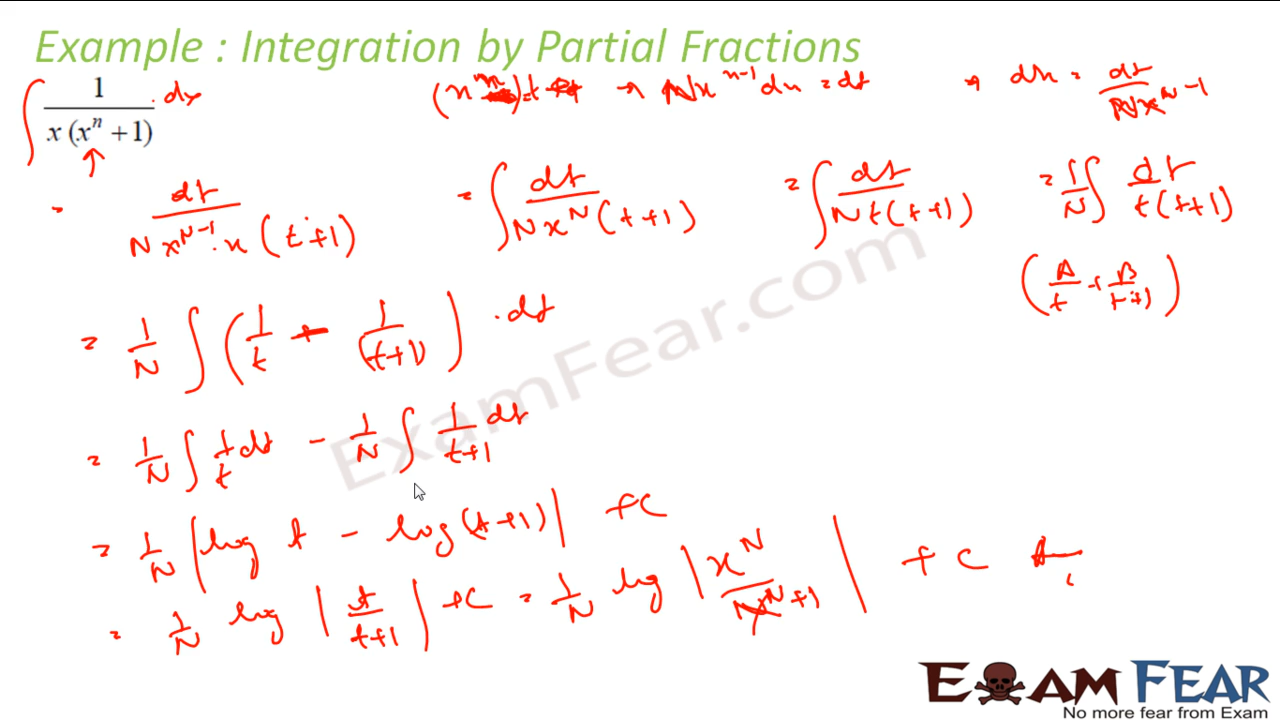 Example : Integration by Partial Fractions
∫ 1/(x (xⁿ + 1)) . dx (xⁿ) = t → Nxⁿ⁻¹ dx = dt → dx = dt/(Nxᴺ⁻¹)
= dt/(N xᴺ⁻¹ . x (t+1)) = ∫ dt/(N xᴺ (t+1)) = ∫ dt/(N t(t+1)) = 1/N ∫ dt/(t(t+1))
(A/t + B/(t+1))
= 1/N ∫ (1/t - 1/(t+1)) . dt
= 1/N ∫ 1/t dt - 1/N ∫ 1/(t+1) dt
= 1/N | log t - log (t+1) | + C
= 1/N log | t/(t+1) | + C = 1/N log | xᴺ/(xᴺ+1) | + C
ExamFear.com
EXAM FEAR
No more fear from Exam